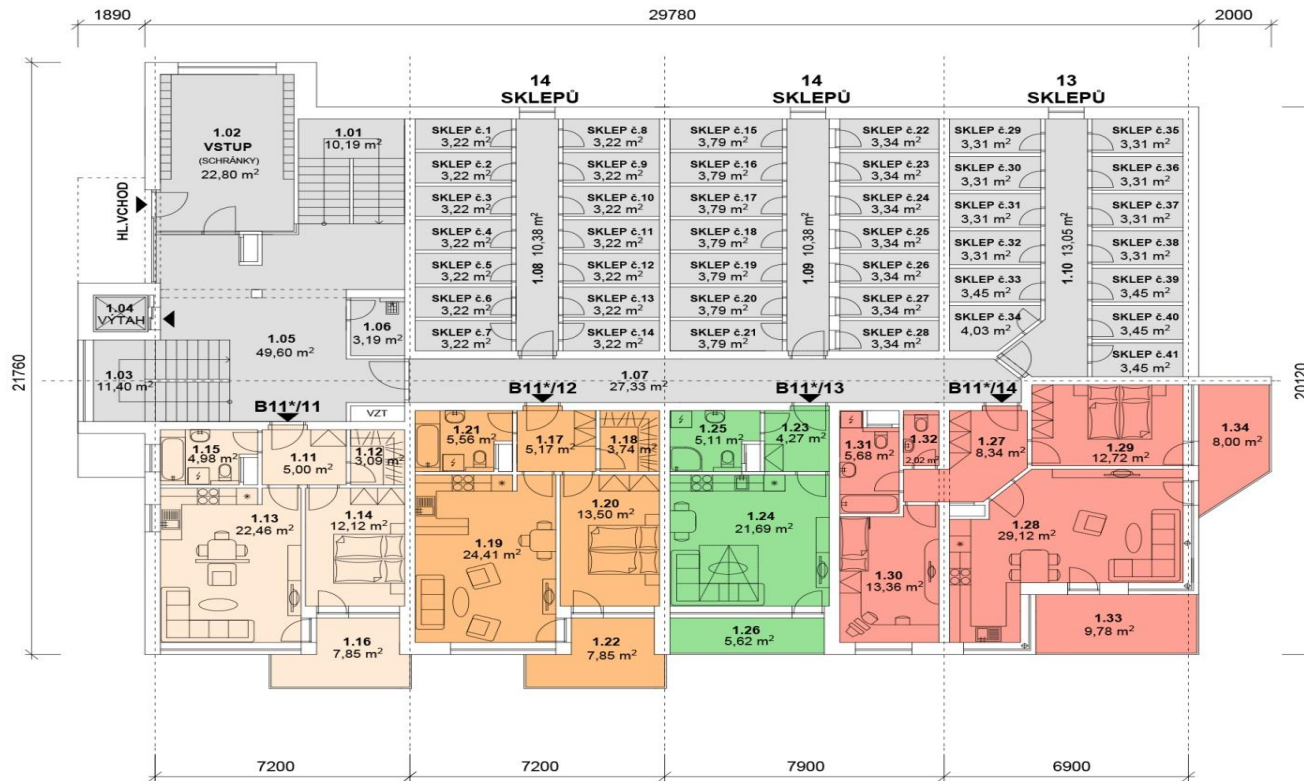 1890
29780
2000
21760
20120
14
SKLEPŮ
14
SKLEPŮ
13
SKLEPŮ
1.01
10,19 m²
1.02
VSTUP
(SCHRÁNKY)
22,80 m²
HL.VCHOD
1.04
VÝTAH
1.03
11,40 m²
1.05
49,60 m²
1.06
3,19 m²
VZT
SKLEP č.1
3,22 m²
SKLEP č.2
3,22 m²
SKLEP č.3
3,22 m²
SKLEP č.4
3,22 m²
SKLEP č.5
3,22 m²
SKLEP č.6
3,22 m²
SKLEP č.7
3,22 m²
1.08 10,38 m²
SKLEP č.8
3,22 m²
SKLEP č.9
3,22 m²
SKLEP č.10
3,22 m²
SKLEP č.11
3,22 m²
SKLEP č.12
3,22 m²
SKLEP č.13
3,22 m²
SKLEP č.14
3,22 m²
SKLEP č.15
3,79 m²
SKLEP č.16
3,79 m²
SKLEP č.17
3,79 m²
SKLEP č.18
3,79 m²
SKLEP č.19
3,79 m²
SKLEP č.20
3,79 m²
SKLEP č.21
3,79 m²
1.09 10,38 m²
SKLEP č.22
3,34 m²
SKLEP č.23
3,34 m²
SKLEP č.24
3,34 m²
SKLEP č.25
3,34 m²
SKLEP č.26
3,34 m²
SKLEP č.27
3,34 m²
SKLEP č.28
3,34 m²
SKLEP č.29
3,31 m²
SKLEP č.30
3,31 m²
SKLEP č.31
3,31 m²
SKLEP č.32
3,31 m²
SKLEP č.33
3,45 m²
SKLEP č.34
4,03 m²
1.10 13,05 m²
SKLEP č.35
3,31 m²
SKLEP č.36
3,31 m²
SKLEP č.37
3,31 m²
SKLEP č.38
3,31 m²
SKLEP č.39
3,45 m²
SKLEP č.40
3,45 m²
SKLEP č.41
3,45 m²
1.07
27,33 m²
B11*/11
B11*/12
B11*/13
B11*/14
1.15
4,98 m²
1.11
5,00 m²
1.12
3,09 m²
1.13
22,46 m²
1.14
12,12 m²
1.16
7,85 m²
1.21
5,56 m²
1.17
5,17 m²
1.18
3,74 m²
1.19
24,41 m²
1.20
13,50 m²
1.22
7,85 m²
1.25
5,11 m²
1.23
4,27 m²
1.24
21,69 m²
1.26
5,62 m²
1.31
5,68 m²
1.32
2,02 m²
1.27
8,34 m²
1.29
12,72 m²
1.34
8,00 m²
1.28
29,12 m²
1.30
13,36 m²
1.33
9,78 m²
7200
7200
7900
6900